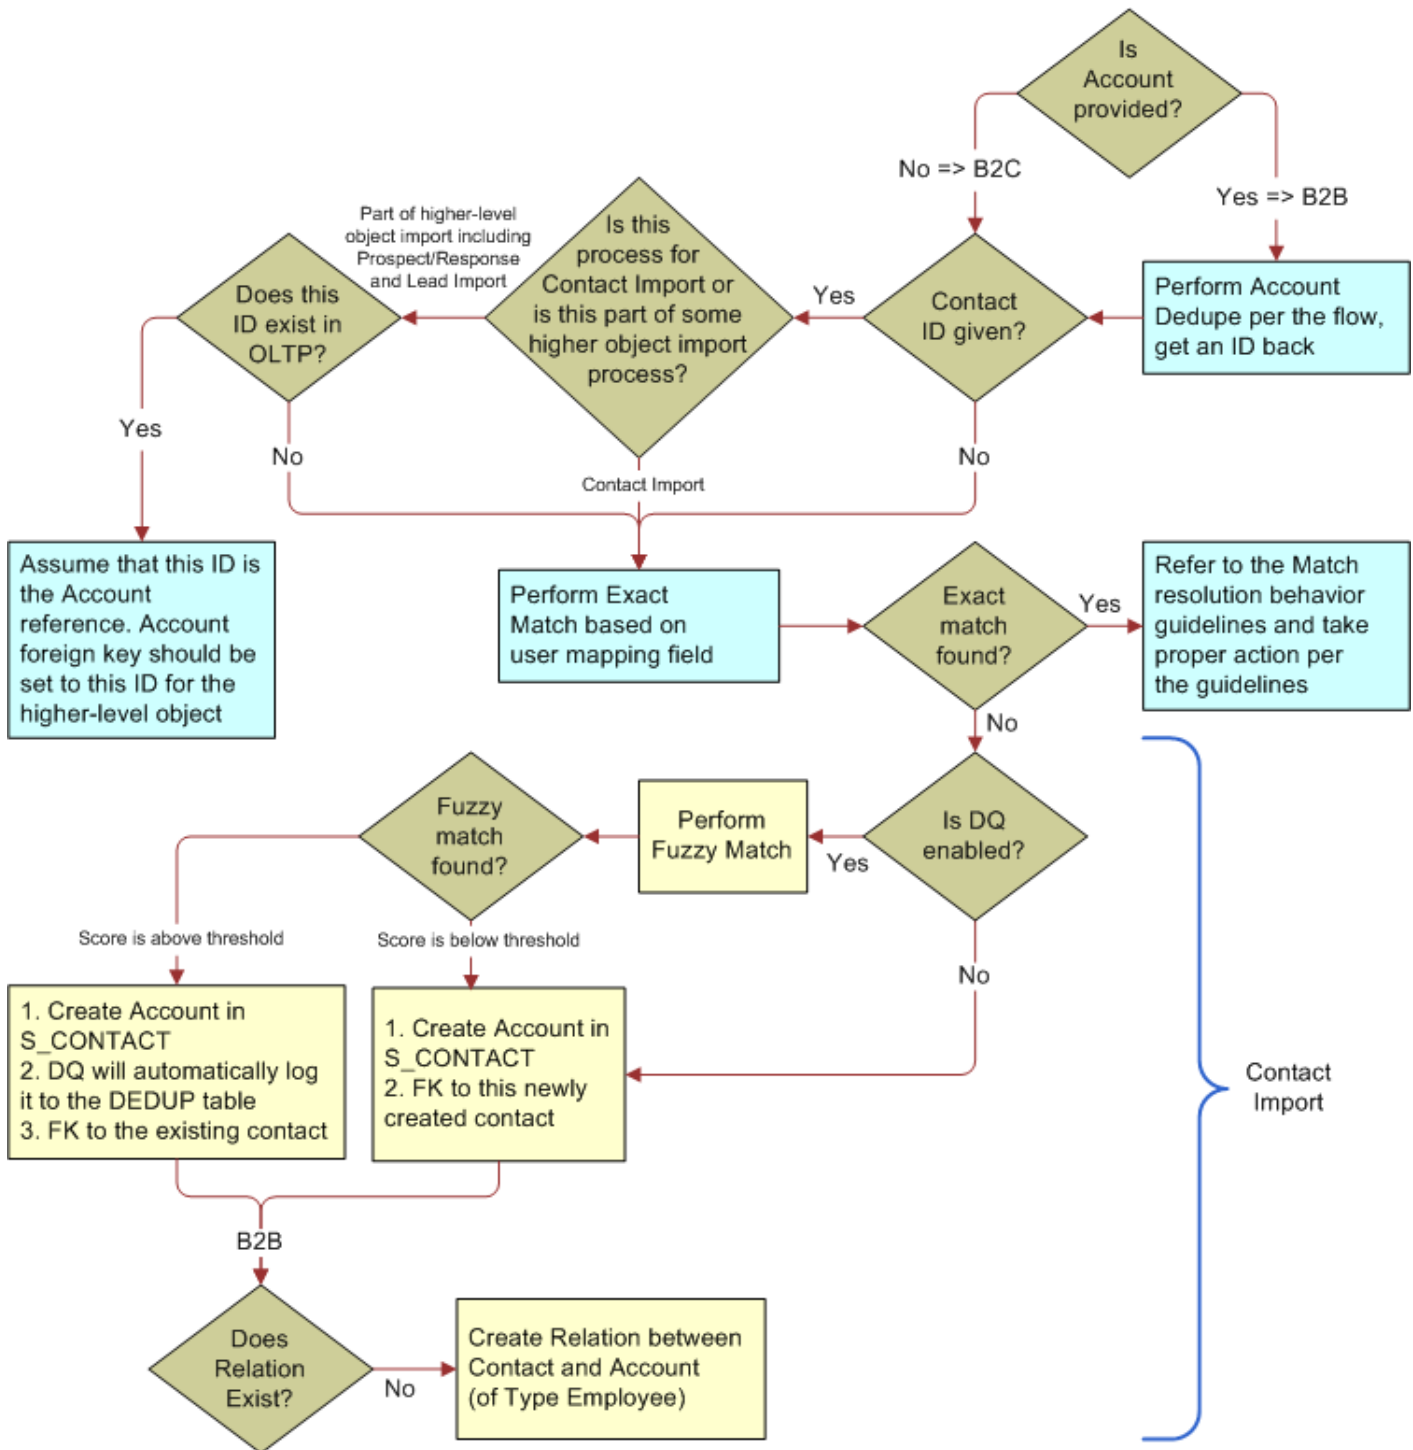 Is
Account
provided?
No => B2C
Yes => B2B
Part of higher-level
object import including
Prospect/Response
and Lead Import
Is this
process for
Contact Import or
is this part of some
higher object import
process?
Does this
ID exist in
OLTP?
Yes
Contact
ID given?
Perform Account
Dedupe per the flow,
get an ID back
Yes
No
Contact Import
No
Assume that this ID is
the Account
reference. Account
foreign key should be
set to this ID for the
higher-level object
Perform Exact
Match based on
user mapping field
Exact
match
found?
Yes
Refer to the Match
resolution behavior
guidelines and take
proper action per
the guidelines
No
Fuzzy
match
found?
Perform
Fuzzy Match
Yes
Is DQ
enabled?
Score is above threshold
Score is below threshold
No
1. Create Account in
S_CONTACT
2. DQ will automatically log
it to the DEDUP table
3. FK to the existing contact
1. Create Account in
S_CONTACT
2. FK to this newly
created contact
Contact
Import
B2B
Does
Relation
Exist?
No
Create Relation between
Contact and Account
(of Type Employee)